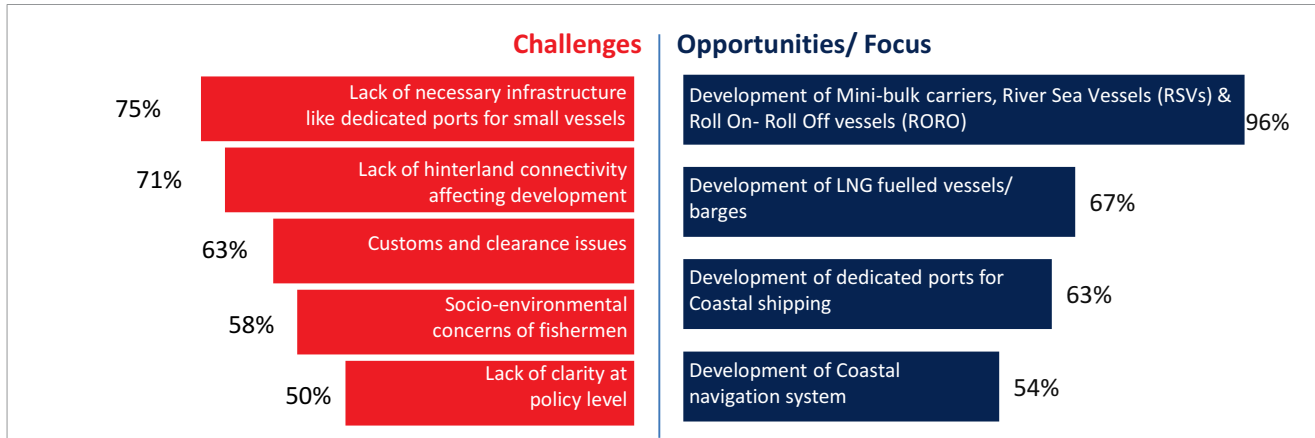 Challenges
75%
Lack of necessary infrastructure
like dedicated ports for small vessels
71%
Lack of hinterland connectivity
affecting development
63%
Customs and clearance issues
58%
Socio-environmental
concerns of fishermen
50%
Lack of clarity at
policy level
Opportunities/ Focus
Development of Mini-bulk carriers, River Sea Vessels (RSVs) &
Roll On- Roll Off vessels (RORO)
96%
Development of LNG fuelled vessels/
barges
67%
Development of dedicated ports for
Coastal shipping
63%
Development of Coastal
navigation system
54%